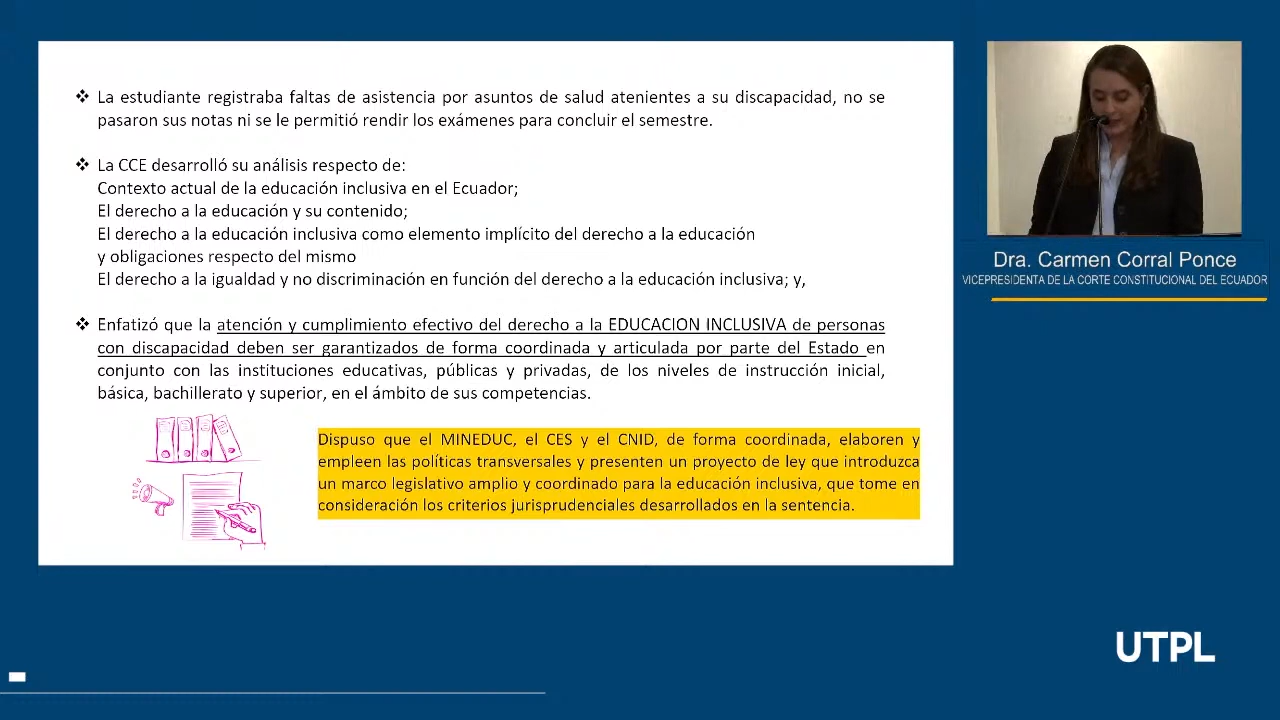 ❖ La estudiante registraba faltas de asistencia por asuntos de salud atenientes a su discapacidad, no se
pasaron sus notas ni se le permitió rendir los exámenes para concluir el semestre.
❖ La CCE desarrolló su análisis respecto de:
Contexto actual de la educación inclusiva en el Ecuador;
El derecho a la educación y su contenido;
El derecho a la educación inclusiva como elemento implícito del derecho a la educación
y obligaciones respecto del mismo
El derecho a la igualdad y no discriminación en función del derecho a la educación inclusiva; y,
❖ Enfatizó que la atención y cumplimiento efectivo del derecho a la EDUCACION INCLUSIVA de personas
con discapacidad deben ser garantizados de forma coordinada y articulada por parte del Estado en
conjunto con las instituciones educativas, públicas y privadas, de los niveles de instrucción inicial,
básica, bachillerato y superior, en el ámbito de sus competencias.
Dispuso que el MINEDUC, el CES y el CNID, de forma coordinada, elaboren y
empleen las políticas transversales y presenten un proyecto de ley que introduzca
un marco legislativo amplio y coordinado para la educación inclusiva, que tome en
consideración los criterios jurisprudenciales desarrollados en la sentencia.
Dra. Carmen Corral Ponce
VICEPRESIDENTA DE LA CORTE CONSTITUCIONAL DEL ECUADOR
UTPL